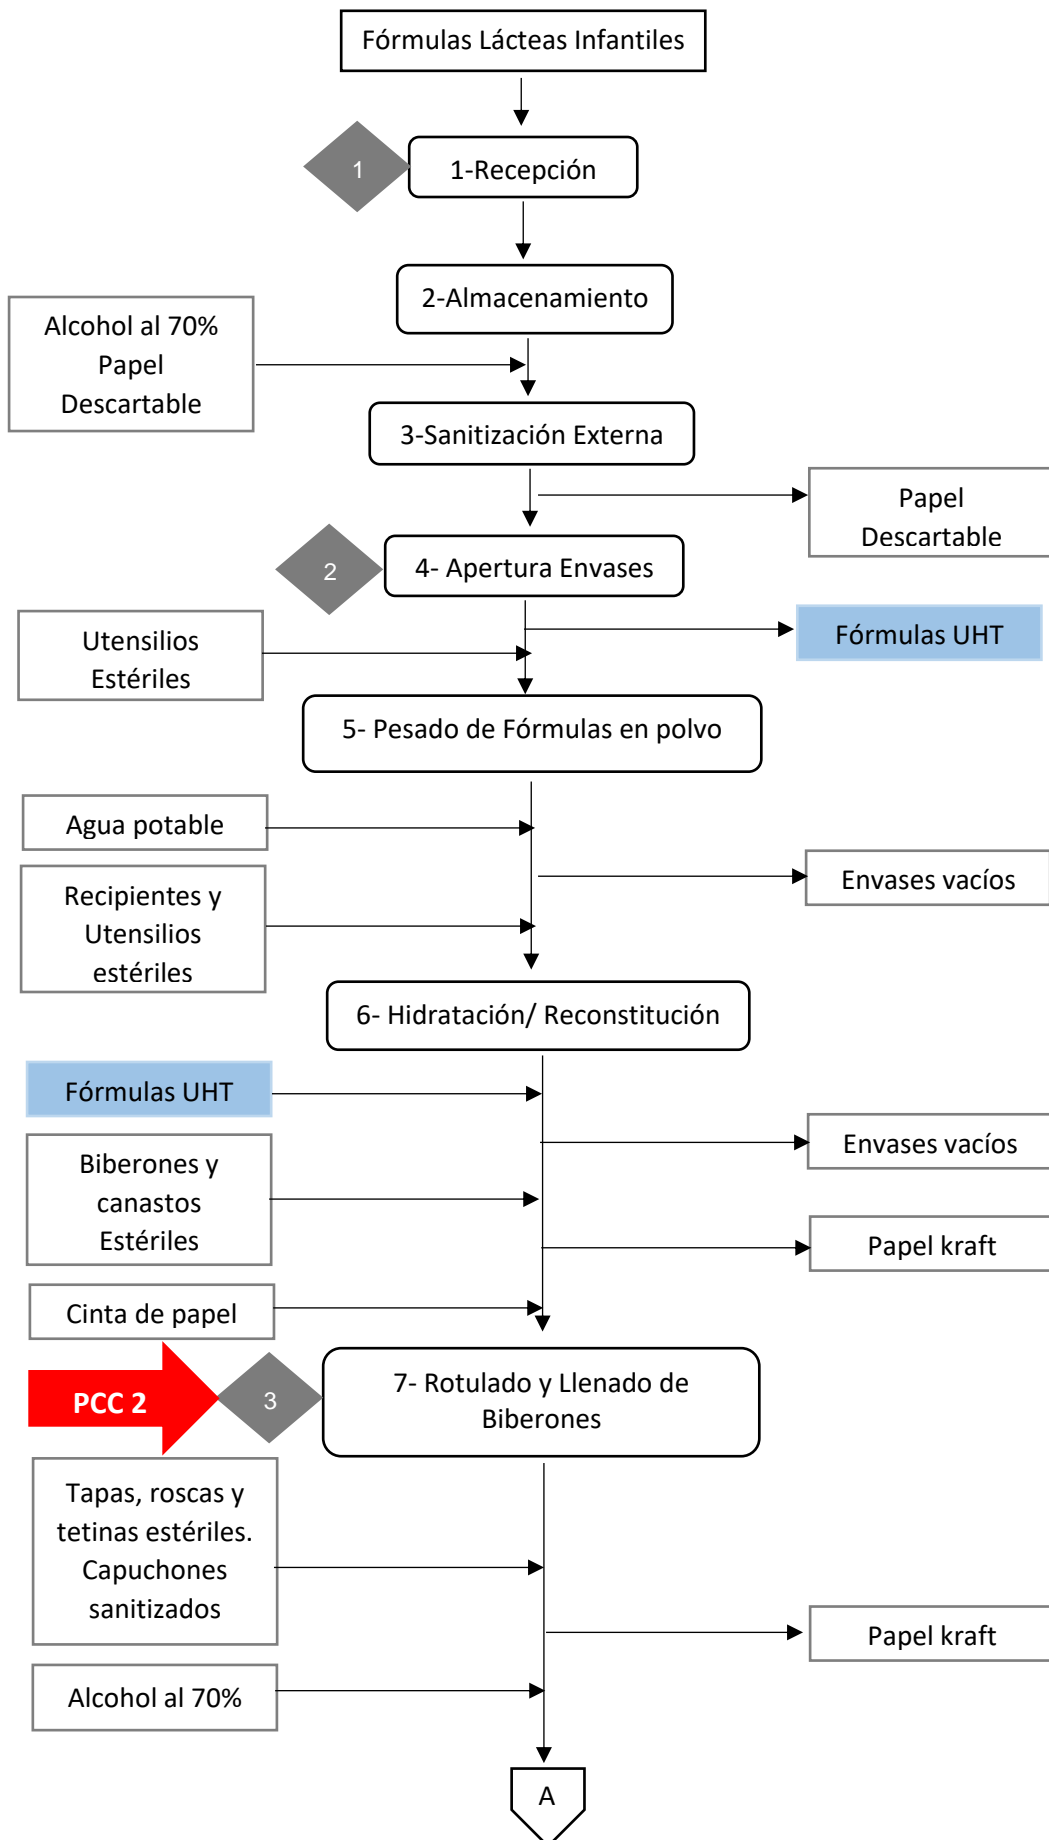 Fórmulas Lácteas Infantiles
1
1-Recepción
2-Almacenamiento
Alcohol al 70%
Papel
Descartable
3-Sanitización Externa
Papel
Descartable
2
4- Apertura Envases
Fórmulas UHT
Utensilios
Estériles
5- Pesado de Fórmulas en polvo
Agua potable
Envases vacíos
Recipientes y
Utensilios
estériles
6- Hidratación/ Reconstitución
Fórmulas UHT
Envases vacíos
Biberones y
canastos
Estériles
Papel kraft
Cinta de papel
PCC 2
3
7- Rotulado y Llenado de
Biberones
Tapas, roscas y
tetinas estériles.
Capuchones
sanitizados
Papel kraft
Alcohol al 70%
A